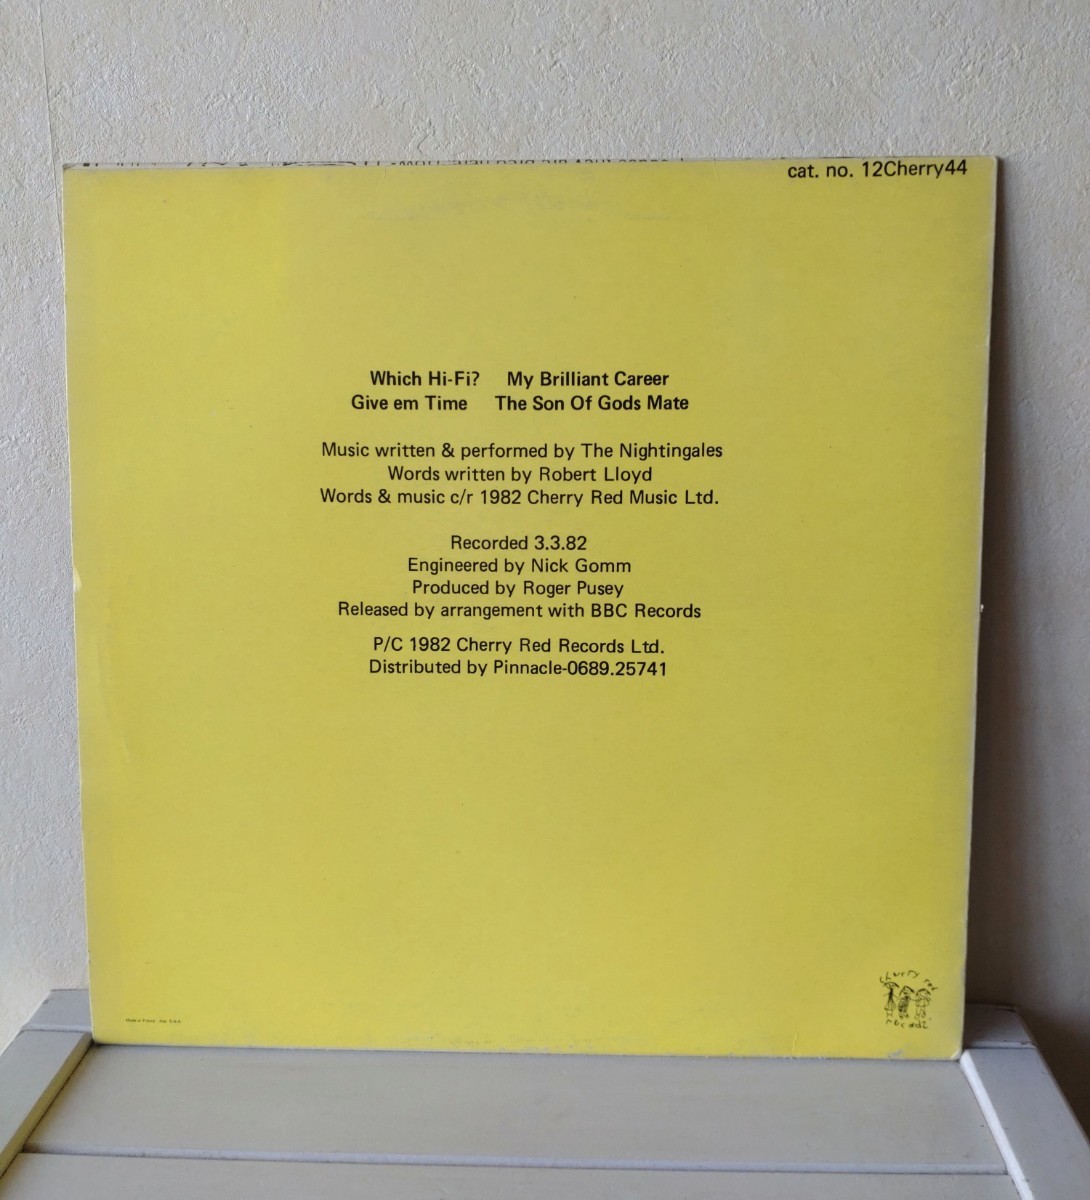 cat. no. 12Cherry44
Which Hi-Fi? My Brilliant Career
Give em Time The Son Of Gods Mate
Music written & performed by The Nightingales
Words written by Robert Lloyd
Words & music c/r 1982 Cherry Red Music Ltd.
Recorded 3.3.82
Engineered by Nick Gomm
Produced by Roger Pusey
Released by arrangement with BBC Records
P/C 1982 Cherry Red Records Ltd.
Distributed by Pinnacle-0689.25741
cherry red
records